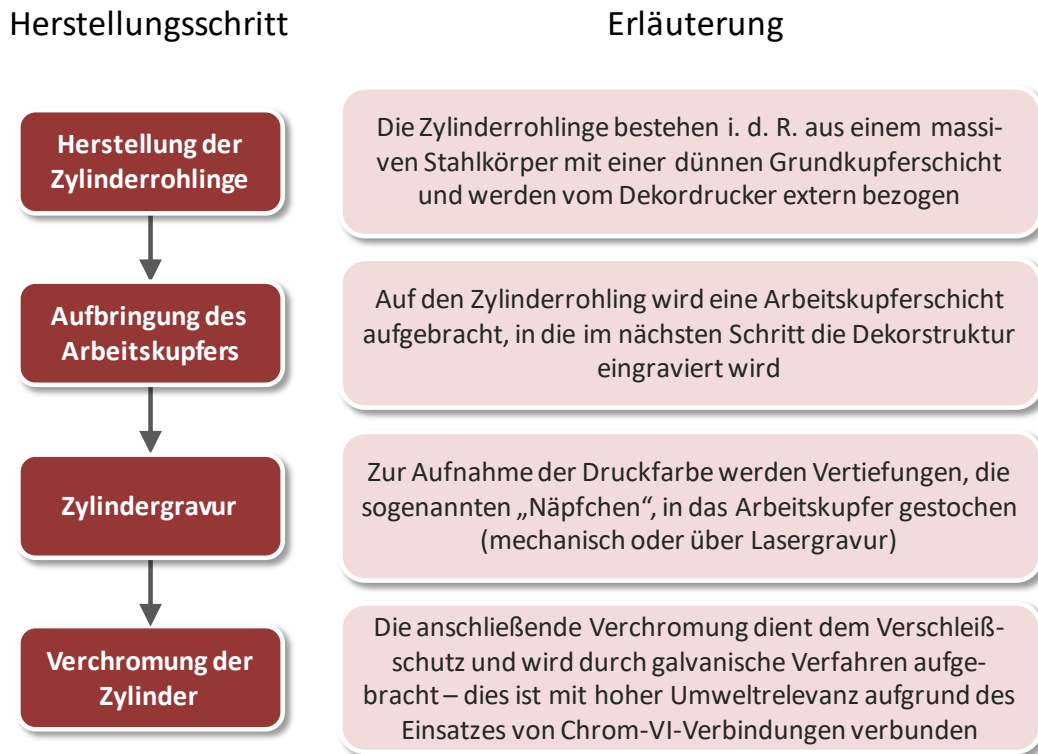 Herstellungsschritt
Erläuterung
Herstellung der
Zylinderrohlinge
Die Zylinderrohlinge bestehen i. d. R. aus einem massi-
ven Stahlkörper mit einer dünnen Grundkupferschicht
und werden vom Dekordrucker extern bezogen
Aufbringung des
Arbeitskupfers
Auf den Zylinderrohling wird eine Arbeitskupferschicht
aufgebracht, in die im nächsten Schritt die Dekorstruktur
eingraviert wird
Zylindergravur
Zur Aufnahme der Druckfarbe werden Vertiefungen, die
sogenannten „Näpfchen“, in das Arbeitskupfer gestochen
(mechanisch oder über Lasergravur)
Verchromung der
Zylinder
Die anschließende Verchromung dient dem Verschleiß-
schutz und wird durch galvanische Verfahren aufge-
bracht – dies ist mit hoher Umweltrelevanz aufgrund des
Einsatzes von Chrom-VI-Verbindungen verbunden